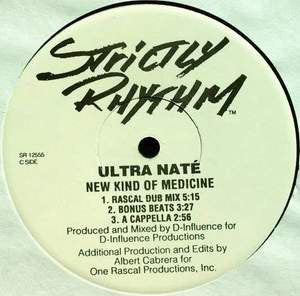 STRICTLY
RHYTHM™
SR 12555
C SIDE
ULTRA NATÉ
NEW KIND OF MEDICINE
1. RASCAL DUB MIX 5:15
2. BONUS BEATS 3:27
3. A CAPPELLA 2:56
Produced and Mixed by D-Influence for
D-Influence Productions
Additional Production and Edits by
Albert Cabrera for
One Rascal Productions, Inc.